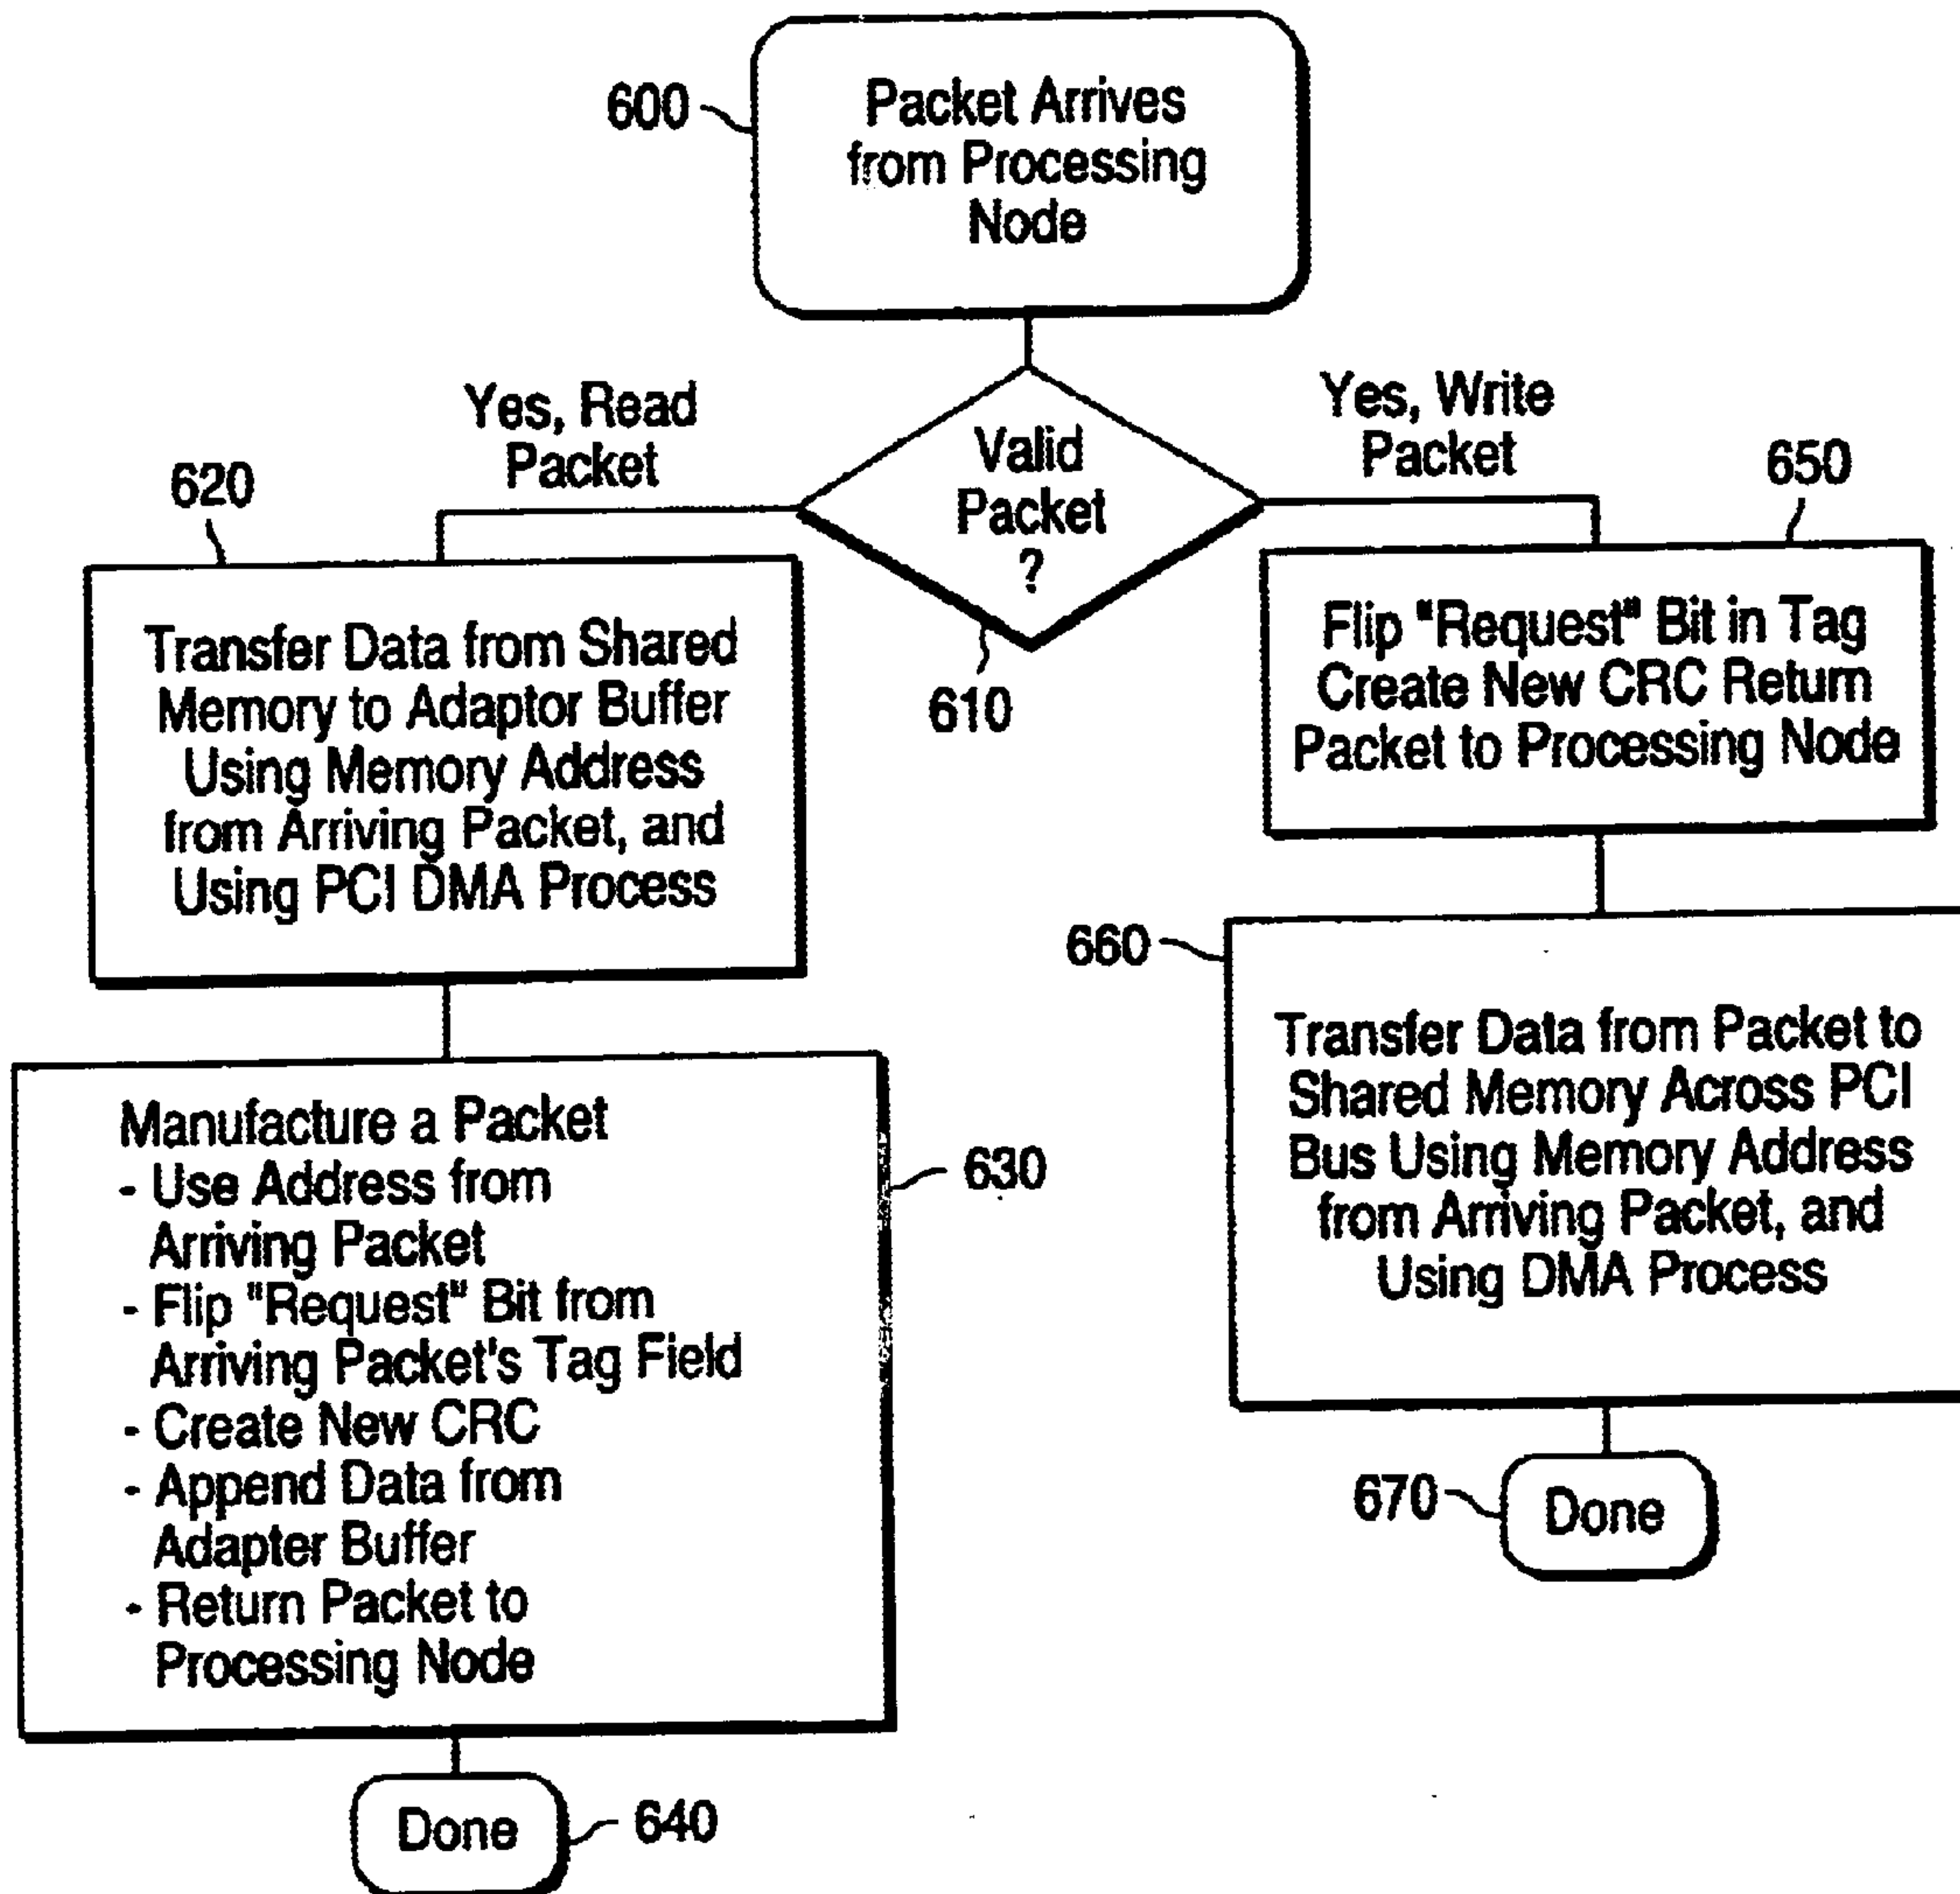 600
Packet Arrives
from Processing
Node
Yes, Read
Packet
Valid
Packet
?
610
Yes, Write
Packet
620
Transfer Data from Shared
Memory to Adaptor Buffer
Using Memory Address
from Arriving Packet, and
Using PCI DMA Process
Manufacture a Packet
- Use Address from
Arriving Packet
- Flip "Request" Bit from
Arriving Packet's Tag Field
- Create New CRC
- Append Data from
Adapter Buffer
- Return Packet to
Processing Node
630
Done
640
650
Flip "Request" Bit in Tag
Create New CRC Return
Packet to Processing Node
660
Transfer Data from Packet to
Shared Memory Across PCI
Bus Using Memory Address
from Arriving Packet, and
Using DMA Process
670
Done